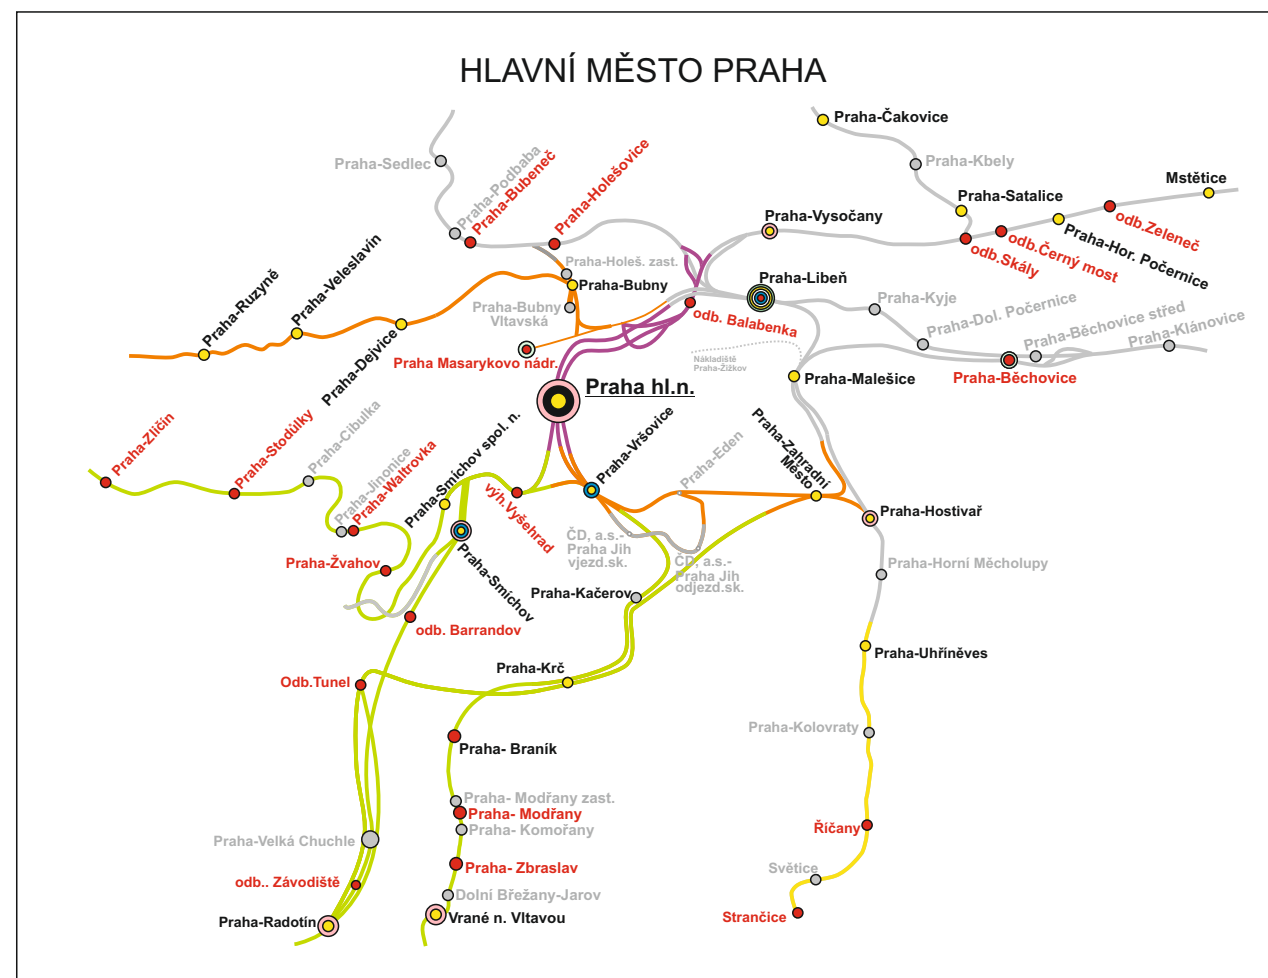 HLAVNÍ MĚSTO PRAHA
Praha-Čakovice
Praha-Sedlec
Praha-Podbaba
Praha-Bubeneč
Praha-Holešovice
Praha-Kbely
Mstětice
Praha-Satalice
Praha-Vysočany
odb.Zeleneč
Praha-Hor. Počernice
odb.Černý most
odb.Skály
Praha-Ruzyně
Praha-Veleslavín
Praha-Dejvice
Praha-Holeš. zast.
Praha-Bubny
Praha-Bubny
Vltavská
Praha-Libeň
odb. Balabenka
Praha-Kyje
Praha-Dol. Počernice
Praha-Běchovice střed
Praha-Klánovice
Praha Masarykovo nádr.
Nákladiště
Praha-Žižkov
Praha-Malešice
Praha-Běchovice
Praha hl.n.
Praha-Zličín
Praha-Stodůlky
Praha-Cibulka
Praha-Jinonice
Praha-Waltrovka
Praha-Smíchov spol. n.
výh.Vyšehrad
Praha-Vršovice
Praha-Eden
Praha-Zahradní
Město
Praha-Hostivař
Praha-Žvahov
Praha-Smíchov
ČD, a.s.-
Praha Jih
vjezd.sk.
ČD, a.s.-
Praha Jih
odjezd.sk.
Praha-Horní Měcholupy
Praha-Kačerov
odb. Barrandov
Praha-Uhříněves
Praha-Krč
Odb.Tunel
Praha-Kolovraty
Praha- Braník
Praha- Modřany zast.
Praha- Modřany
Praha- Komořany
Říčany
Praha-Velká Chuchle
Praha- Zbraslav
Světice
odb.. Závodiště
Dolní Břežany-Jarov
Praha-Radotín
Vrané n. Vltavou
Strančice